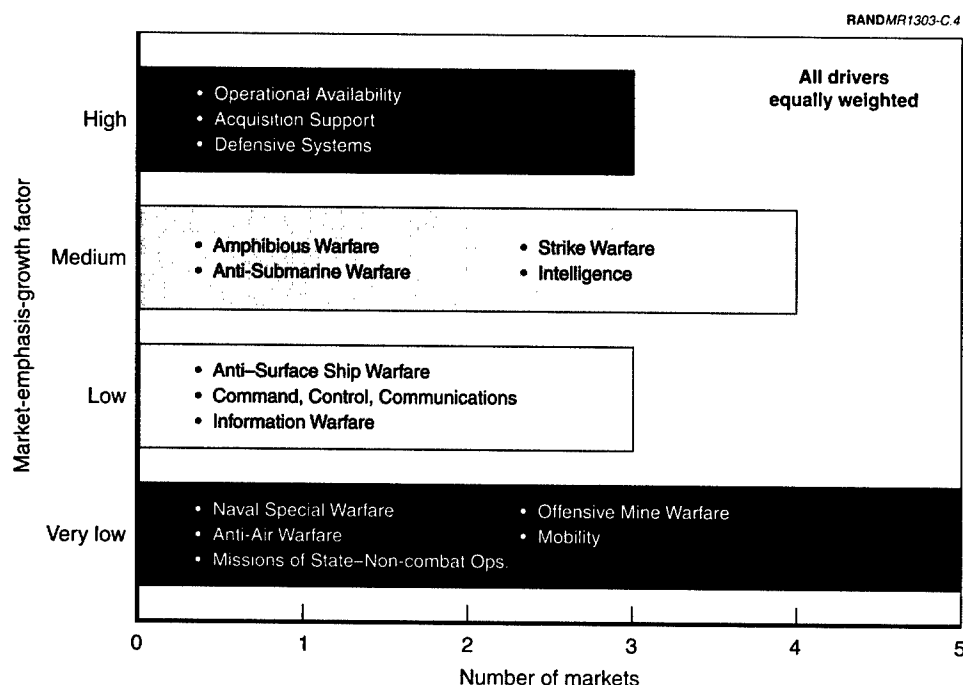 RANDMR1303-C.4
All drivers
equally weighted
Market-emphasis-growth factor
High
• Operational Availability
• Acquisition Support
• Defensive Systems
Medium
• Amphibious Warfare
• Anti-Submarine Warfare
• Strike Warfare
• Intelligence
Low
• Anti–Surface Ship Warfare
• Command, Control, Communications
• Information Warfare
Very low
• Naval Special Warfare
• Anti-Air Warfare
• Missions of State–Non-combat Ops.
• Offensive Mine Warfare
• Mobility
0 1 2 3 4 5
Number of markets